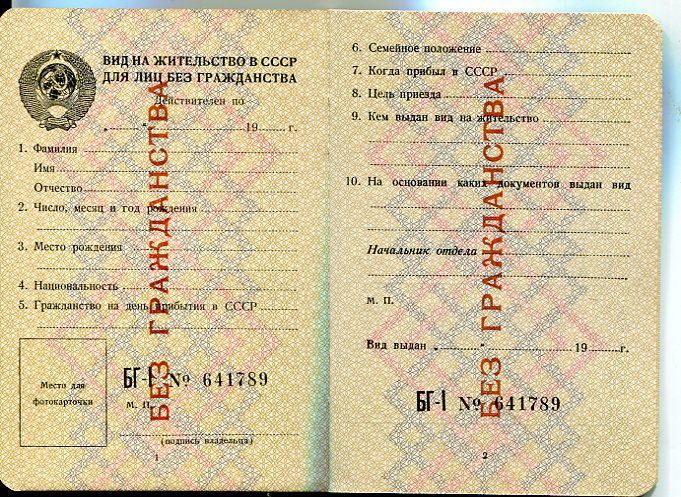 ВИД НА ЖИТЕЛЬСТВО В СССР
ДЛЯ ЛИЦ БЕЗ ГРАЖДАНСТВА
Действителен по
„ “ 19 г.
1. Фамилия
Имя
Отчество
2. Число, месяц и год рождения
3. Место рождения
4. Национальность
5. Гражданство на день прибытия в СССР
Место для
фотокарточки
БГ-I № 641789
м. п.
(подпись владельца)
1
БЕЗ ГРАЖДАНСТВА
6. Семейное положение
7. Когда прибыл в СССР
8. Цель приезда
9. Кем выдан вид на жительство
10. На основании каких документов выдан вид
Начальник отдела
м. п.
Вид выдан „ “ 19 г.
БГ-I № 641789
2
БЕЗ ГРАЖДАНСТВА